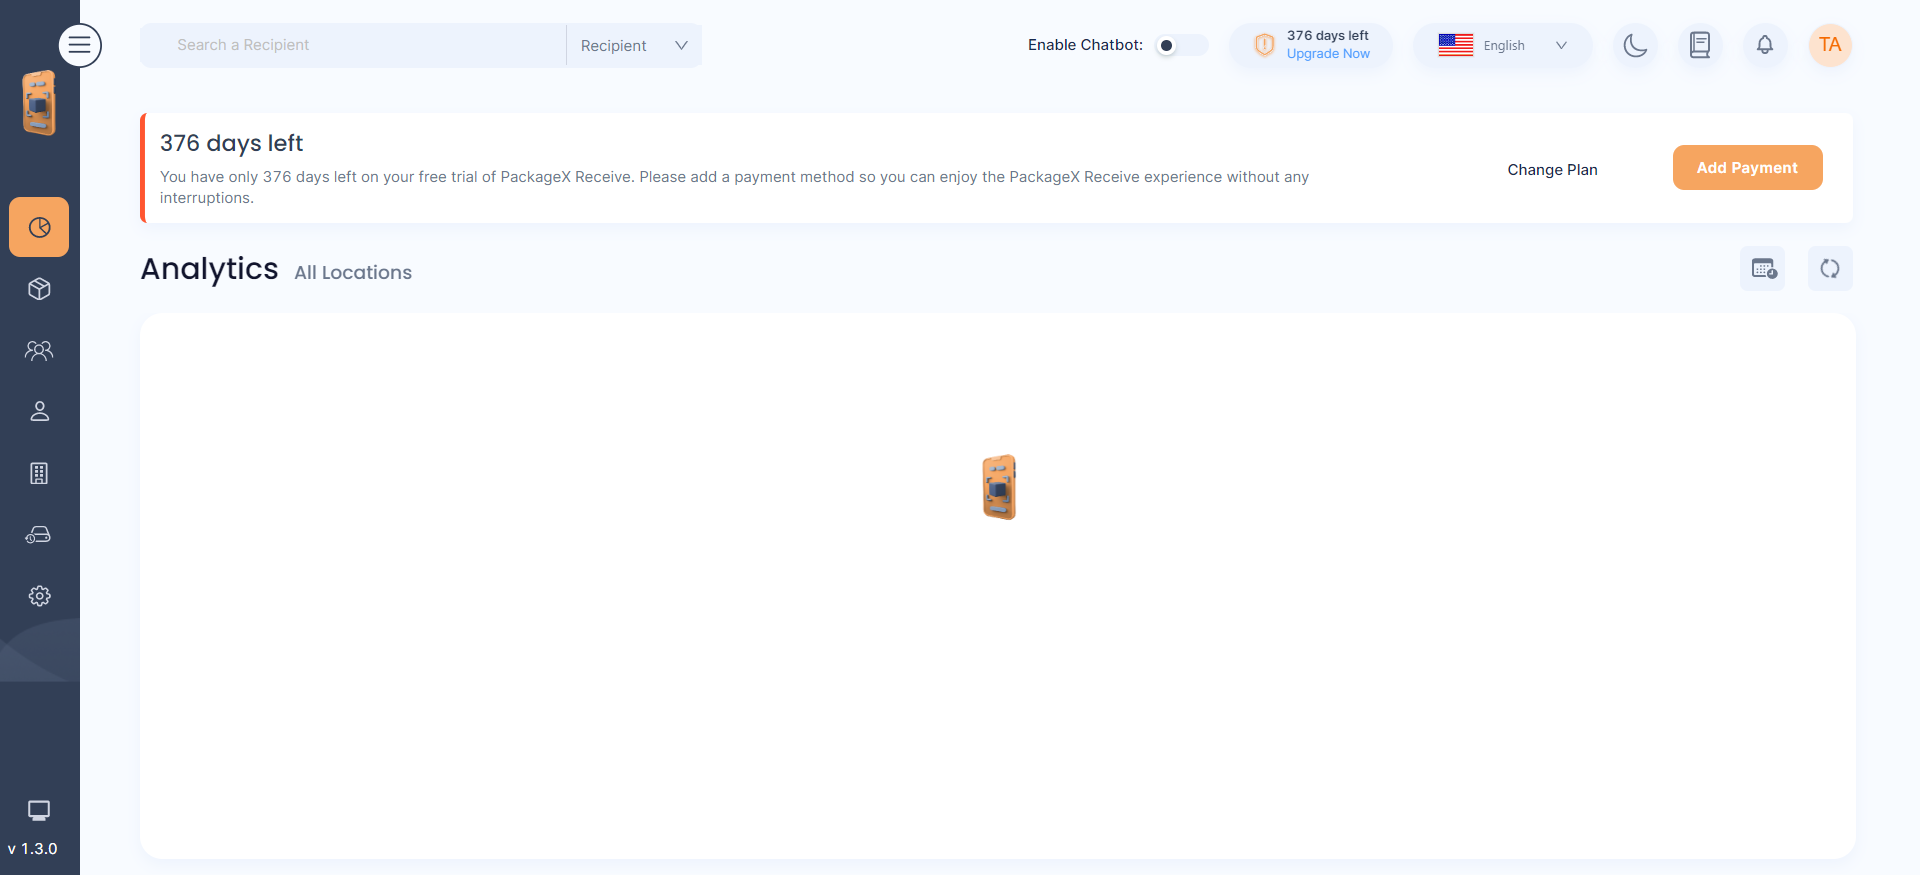 Search a Recipient
Recipient
Enable Chatbot:
376 days left
Upgrade Now
English
TA
376 days left
You have only 376 days left on your free trial of PackageX Receive. Please add a payment method so you can enjoy the PackageX Receive experience without any
interruptions.
Change Plan
Add Payment
Analytics
All Locations
v 1.3.0